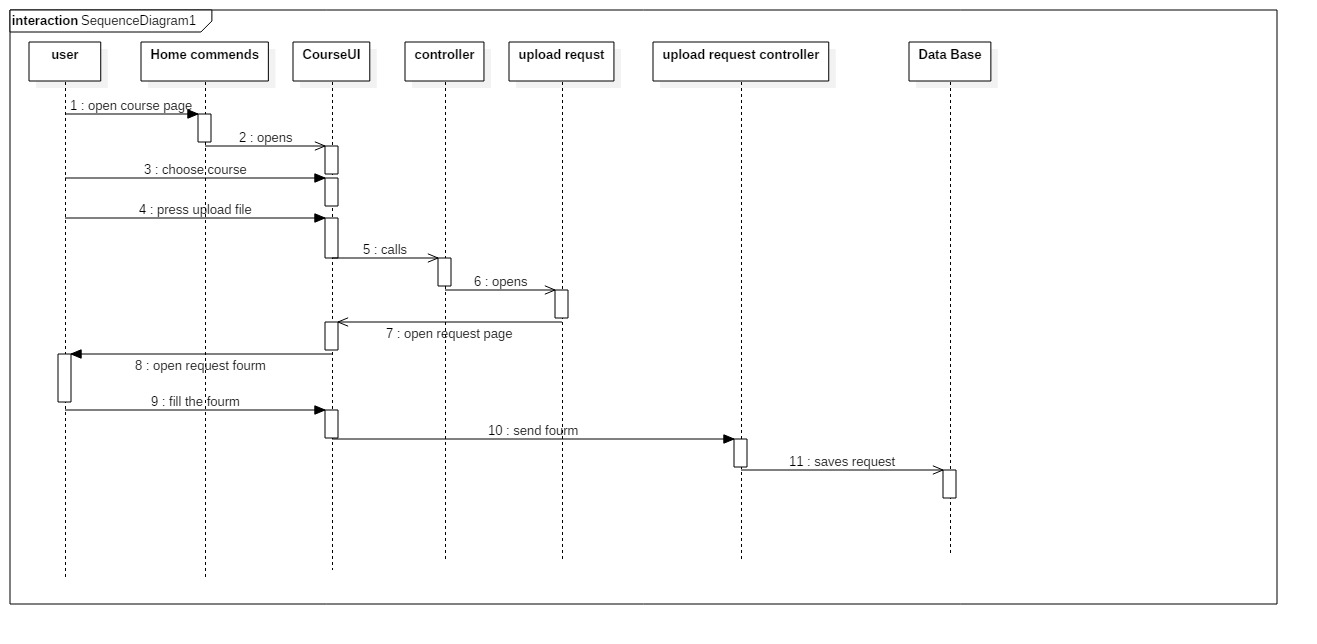 interaction SequenceDiagram1
user
Home commends
CourseUI
controller
upload requst
upload request controller
Data Base
1 : open course page
2 : opens
3 : choose course
4 : press upload file
5 : calls
6 : opens
7 : open request page
8 : open request fourm
9 : fill the fourm
10 : send fourm
11 : saves request